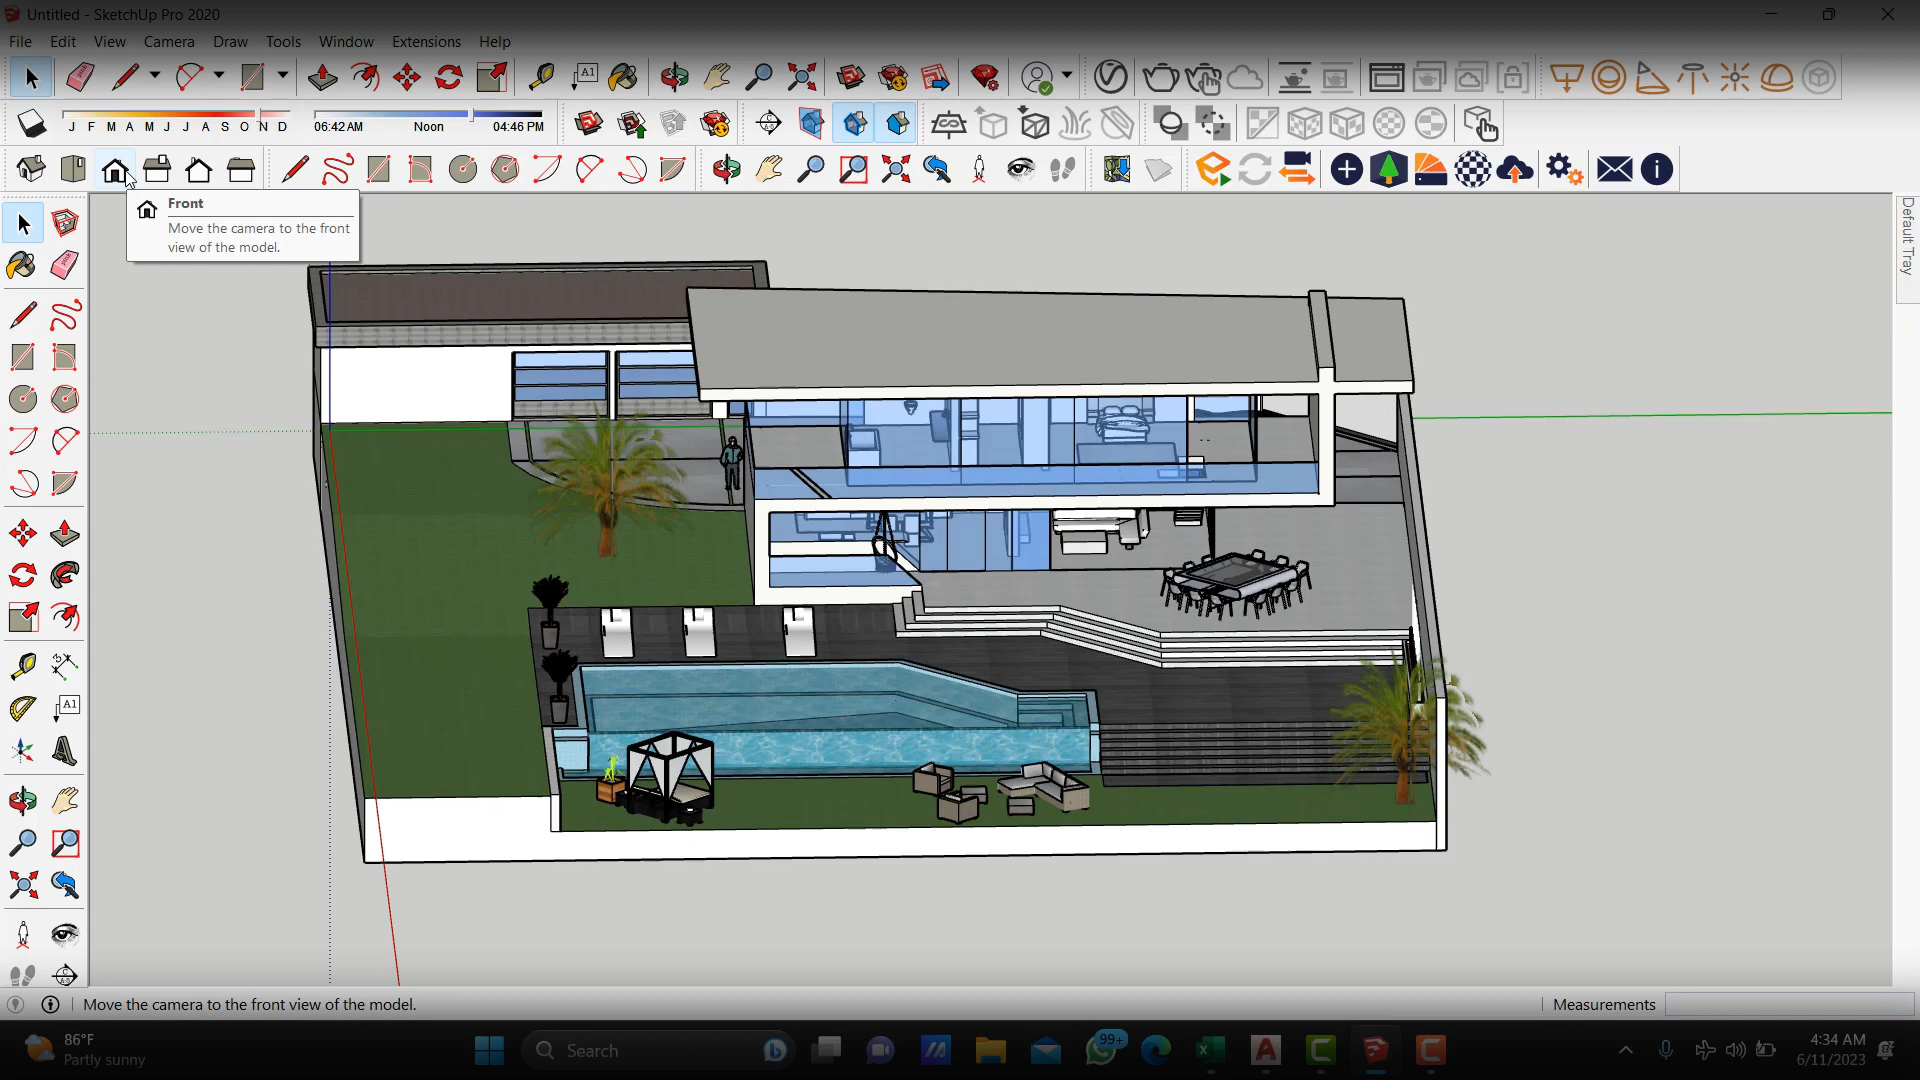 Untitled - SketchUp Pro 2020
File Edit View Camera Draw Tools Window Extensions Help
J F M A M J J A S O N D 06:42AM Noon 04:46 PM
Front
Move the camera to the front
view of the model.
Default Tray
Move the camera to the front view of the model.
Measurements
86°F
Partly sunny
Search
99+
4:34 AM
6/11/2023